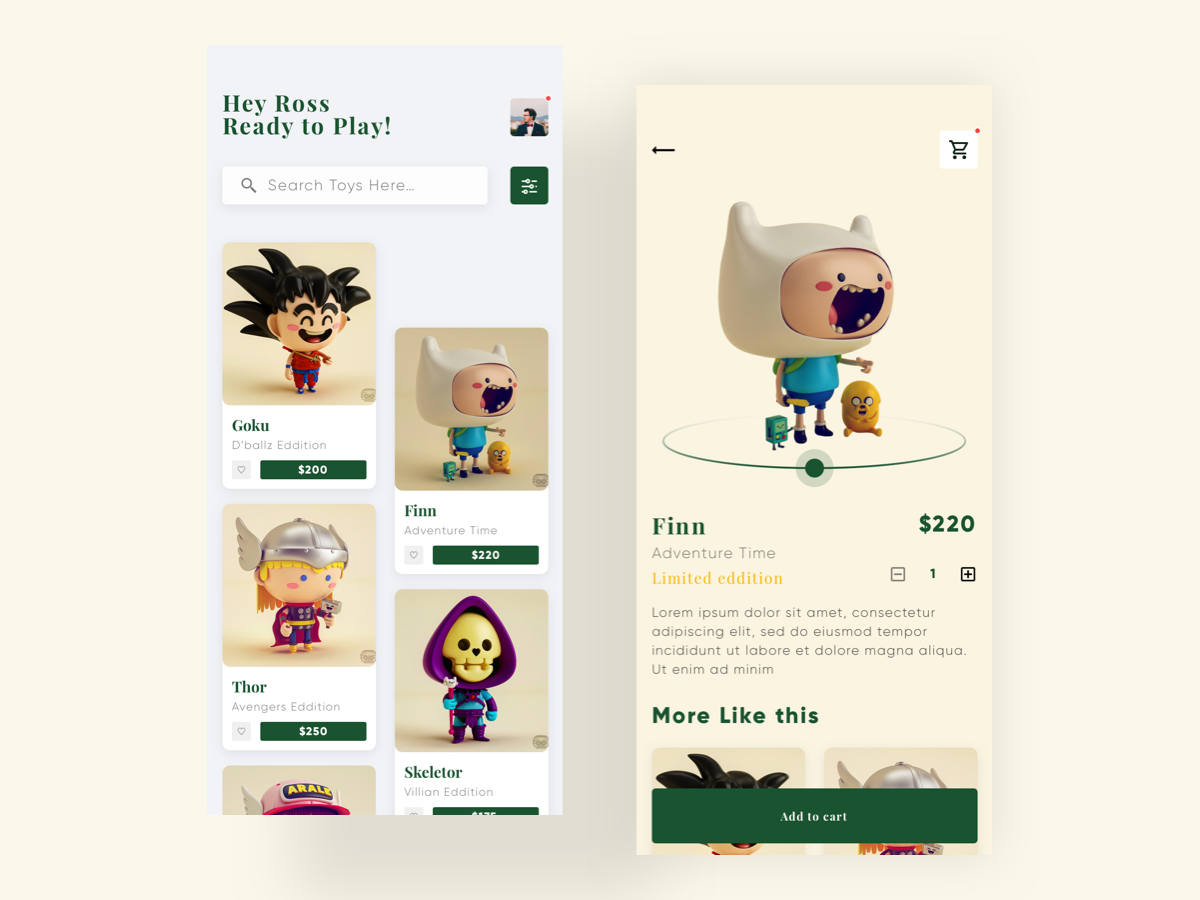 Hey Ross
Ready to Play!
Search Toys Here...
Goku
D'ballz Eddition
$200
Finn
Adventure Time
$220
Thor
Avengers Eddition
$250
Skeletor
Villian Eddition
$175
ARALE
Finn
$220
Adventure Time
Limited eddition
1
Lorem ipsum dolor sit amet, consectetur
adipiscing elit, sed do eiusmod tempor
incididunt ut labore et dolore magna aliqua.
Ut enim ad minim
More Like this
Add to cart